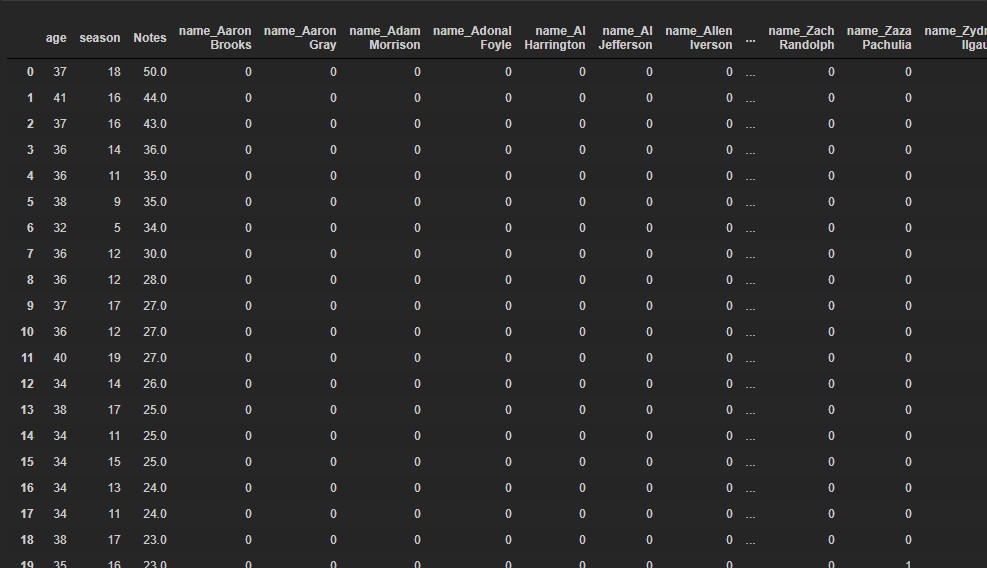 name_Aaron name_Aaron name_Adam name_Adonal name_Al name_Al name_Allen name_Zach name_Zaza
age season Notes ...
Brooks Gray Morrison Foyle Harrington Jefferson Iverson Randolph Pachulia
0 37 18 50.0 0 0 0 0 0 0 0 ... 0 0
1 41 16 44.0 0 0 0 0 0 0 0 ... 0 0
2 37 16 43.0 0 0 0 0 0 0 0 ... 0 0
3 36 14 36.0 0 0 0 0 0 0 0 ... 0 0
4 36 11 35.0 0 0 0 0 0 0 0 ... 0 0
5 38 9 35.0 0 0 0 0 0 0 0 ... 0 0
6 32 5 34.0 0 0 0 0 0 0 0 ... 0 0
7 36 12 30.0 0 0 0 0 0 0 0 ... 0 0
8 36 12 28.0 0 0 0 0 0 0 0 ... 0 0
9 37 17 27.0 0 0 0 0 0 0 0 ... 0 0
10 36 12 27.0 0 0 0 0 0 0 0 ... 0 0
11 40 19 27.0 0 0 0 0 0 0 0 ... 0 0
12 34 14 26.0 0 0 0 0 0 0 0 ... 0 0
13 38 17 25.0 0 0 0 0 0 0 0 ... 0 0
14 34 11 25.0 0 0 0 0 0 0 0 ... 0 0
15 34 15 25.0 0 0 0 0 0 0 0 ... 0 0
16 34 13 24.0 0 0 0 0 0 0 0 ... 0 0
17 34 11 24.0 0 0 0 0 0 0 0 ... 0 0
18 38 17 23.0 0 0 0 0 0 0 0 ... 0 0
19 35 16 23.0 0 0 0 0 0 0 0 ... 0 1